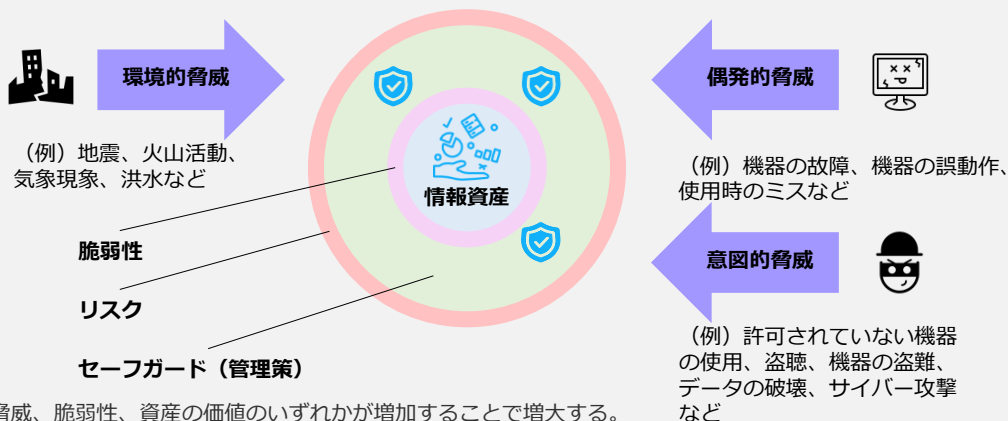 環境的脅威
(例)地震、火山活動、
気象現象、洪水など
偶発的脅威
(例)機器の故障、機器の誤動作、
使用時のミスなど
情報資産
脆弱性
リスク
セーフガード(管理策)
意図的脅威
(例)許可されていない機器
の使用、盗聴、機器の盗難、
データの破壊、サイバー攻撃
など
脅威、脆弱性、資産の価値のいずれかが増加することで増大する。